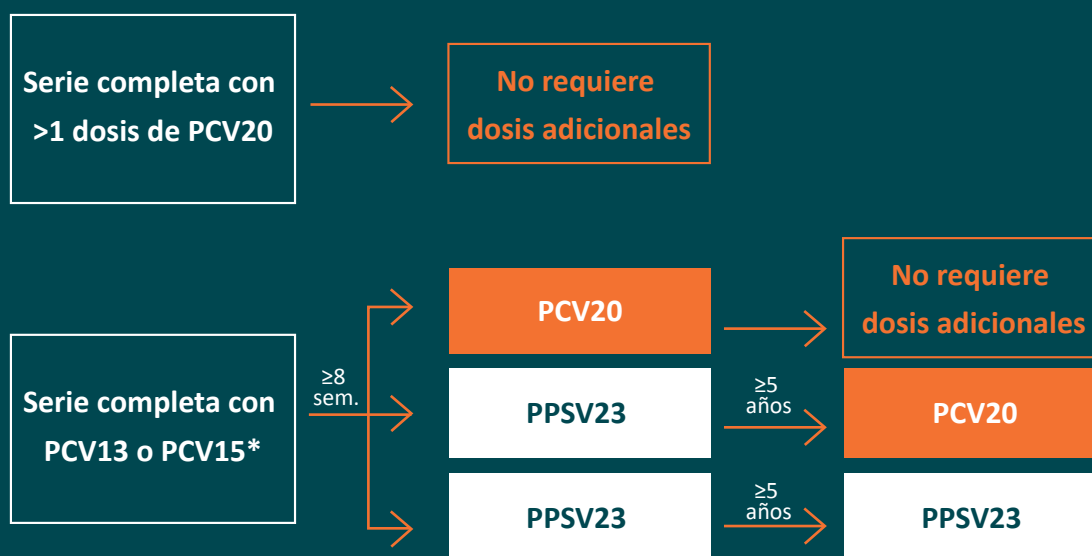 Serie completa con
>1 dosis de PCV20
No requiere
dosis adicionales
Serie completa con
PCV13 o PCV15*
≥8
sem.
PCV20
No requiere
dosis adicionales
PPSV23
≥5
años
PCV20
PPSV23
≥5
años
PPSV23